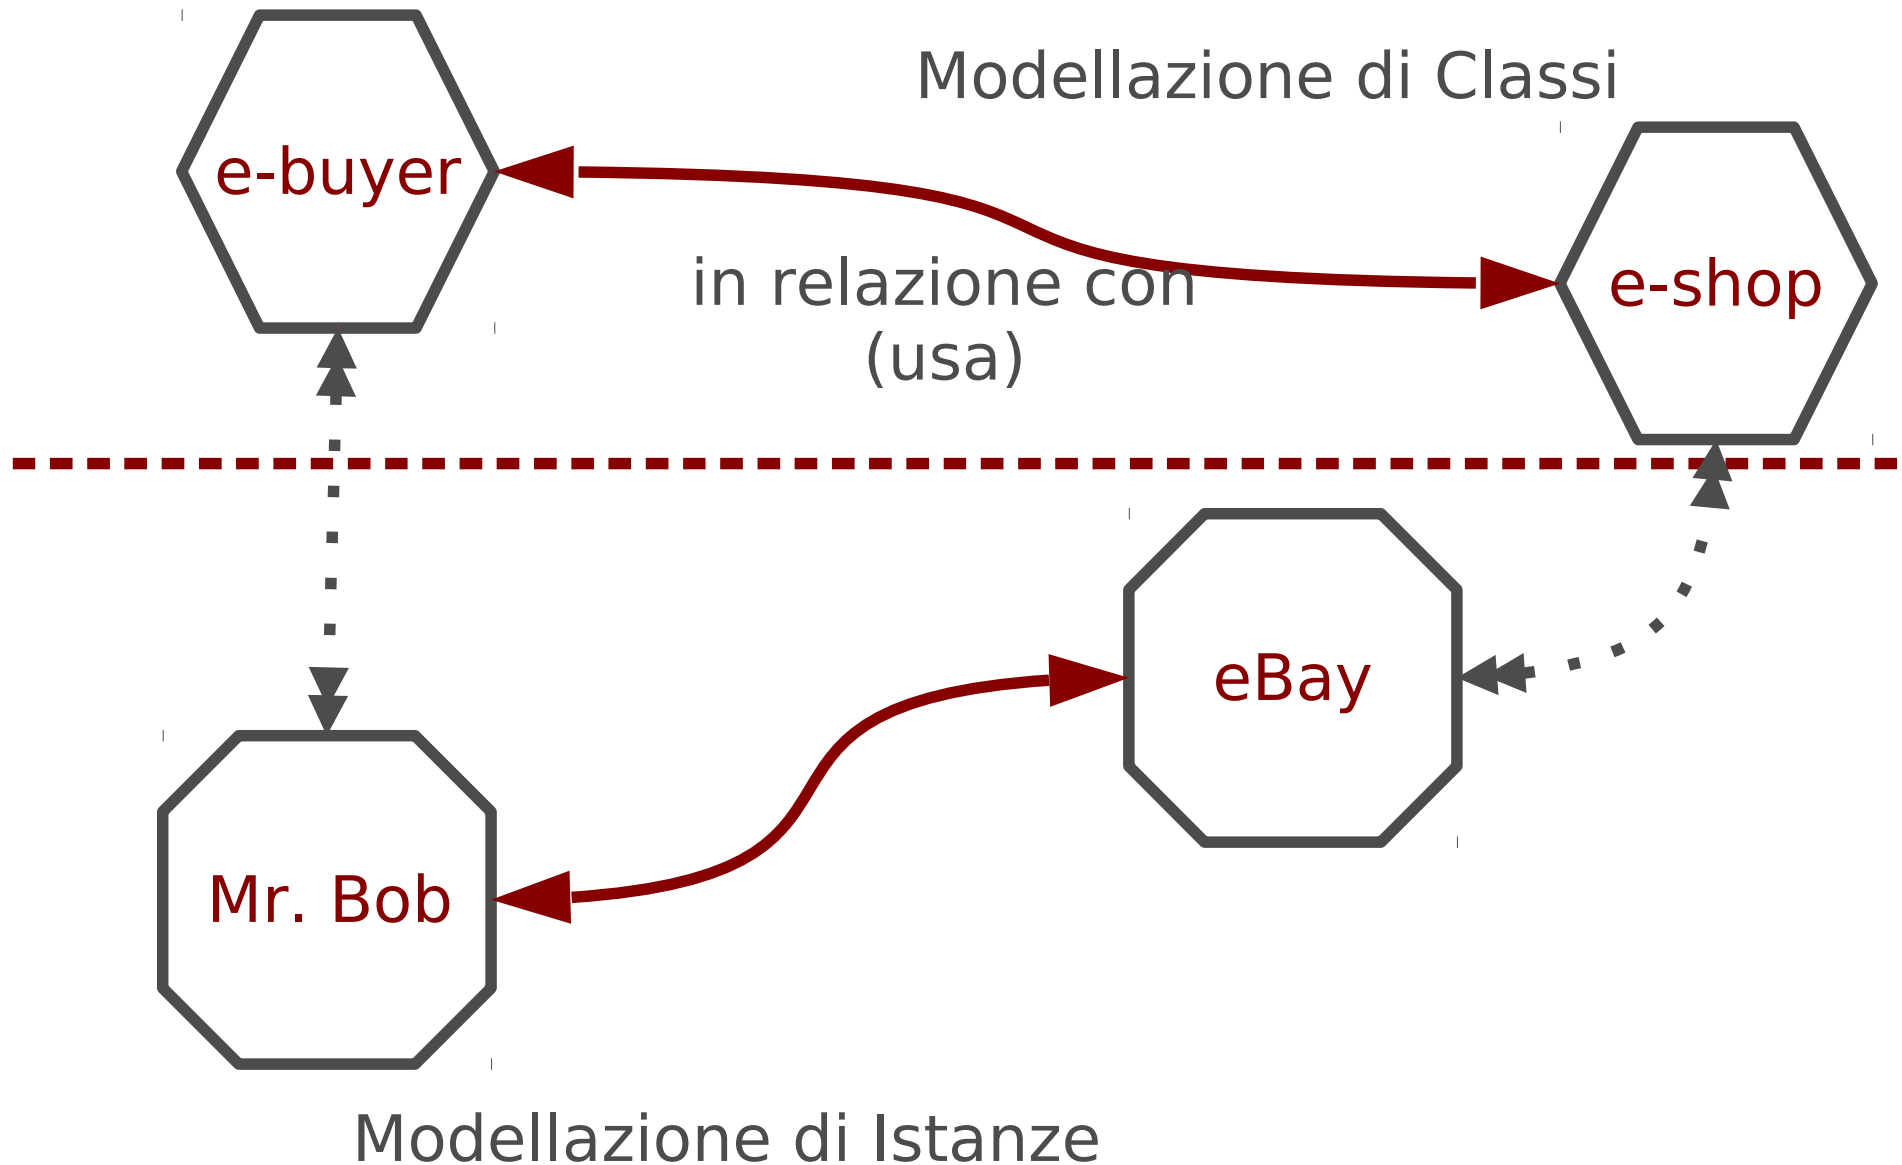 Modellazione di Classi
e-buyer
e-shop
in relazione con
(usa)
eBay
Mr. Bob
Modellazione di Istanze